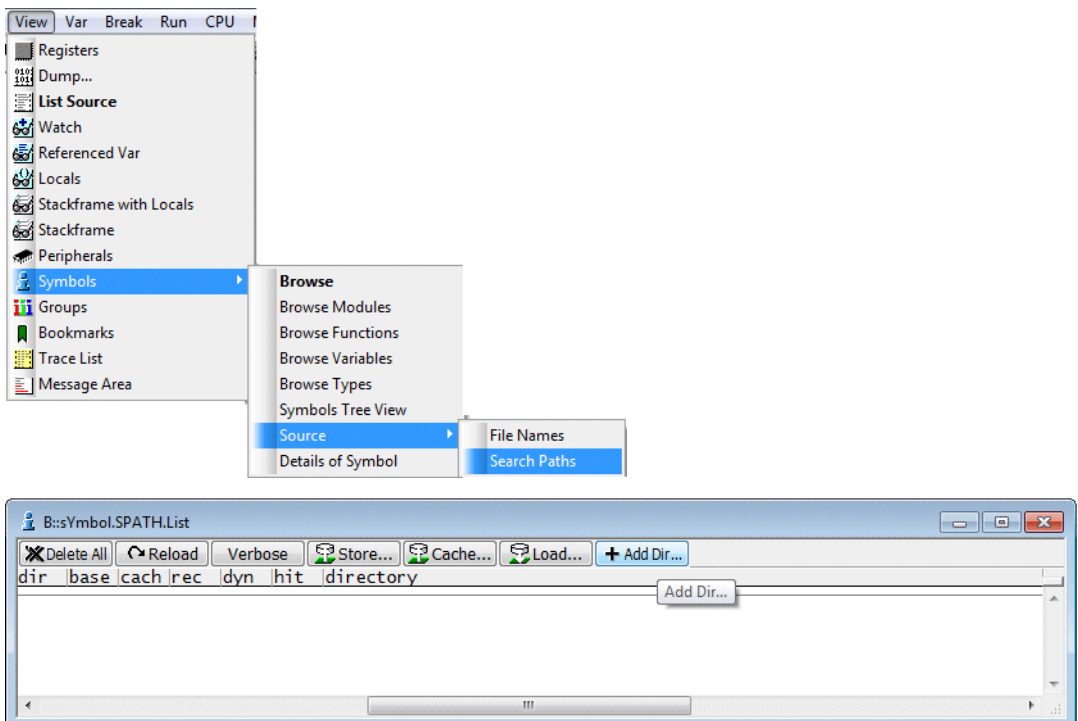 View Var Break Run CPU
Registers
Dump...
List Source
Watch
Referenced Var
Locals
Stackframe with Locals
Stackframe
Peripherals
Symbols
Groups
Bookmarks
Trace List
Message Area
Browse
Browse Modules
Browse Functions
Browse Variables
Browse Types
Symbols Tree View
Source
Details of Symbol
File Names
Search Paths
B::sYmbol.SPATH.List
Delete All Reload Verbose Store... Cache... Load... + Add Dir...
dir |base |cach |rec |dyn |hit |directory
Add Dir...